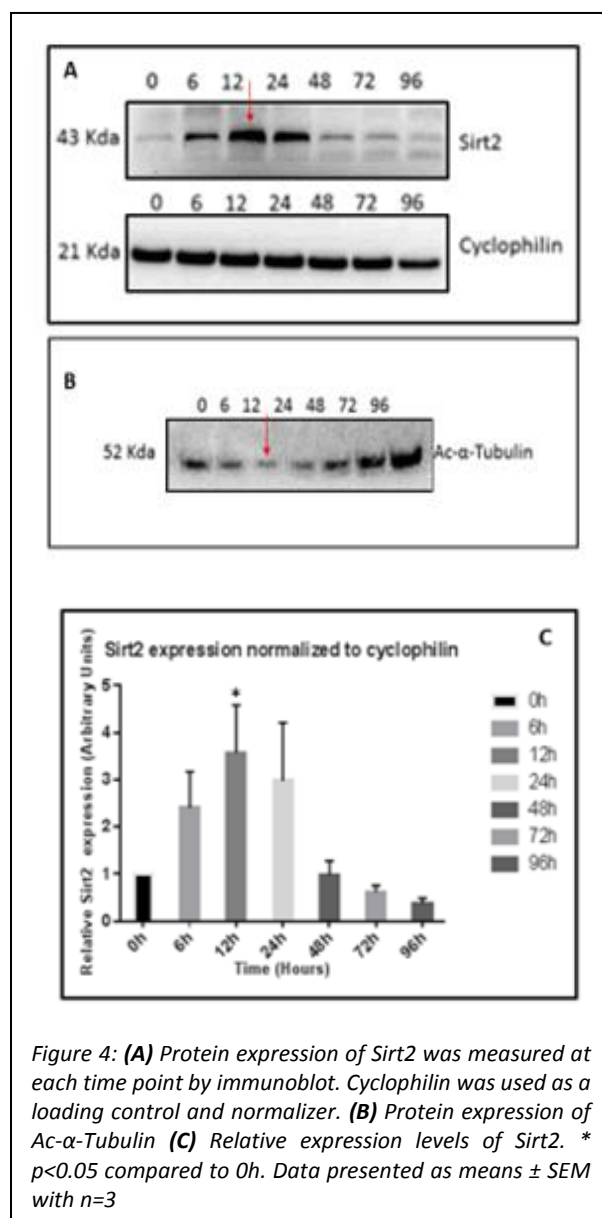 A
0 6 12 24 48 72 96
43 Kda
Sirt2
0 6 12 24 48 72 96
21 Kda
Cyclophilin
B
0 6 12 24 48 72 96
52 Kda
Ac-α-Tubulin
Sirt2 expression normalized to cyclophilin
C
Relative Sirt2 expression (Arbitrary Units)
5
4
3
2
1
0
0h 6h 12h 24h 48h 72h 96h
Time (Hours)
*
0h
6h
12h
24h
48h
72h
96h
Figure 4: (A) Protein expression of Sirt2 was measured at
each time point by immunoblot. Cyclophilin was used as a
loading control and normalizer. (B) Protein expression of
Ac-α-Tubulin (C) Relative expression levels of Sirt2. *
p<0.05 compared to 0h. Data presented as means ± SEM
with n=3